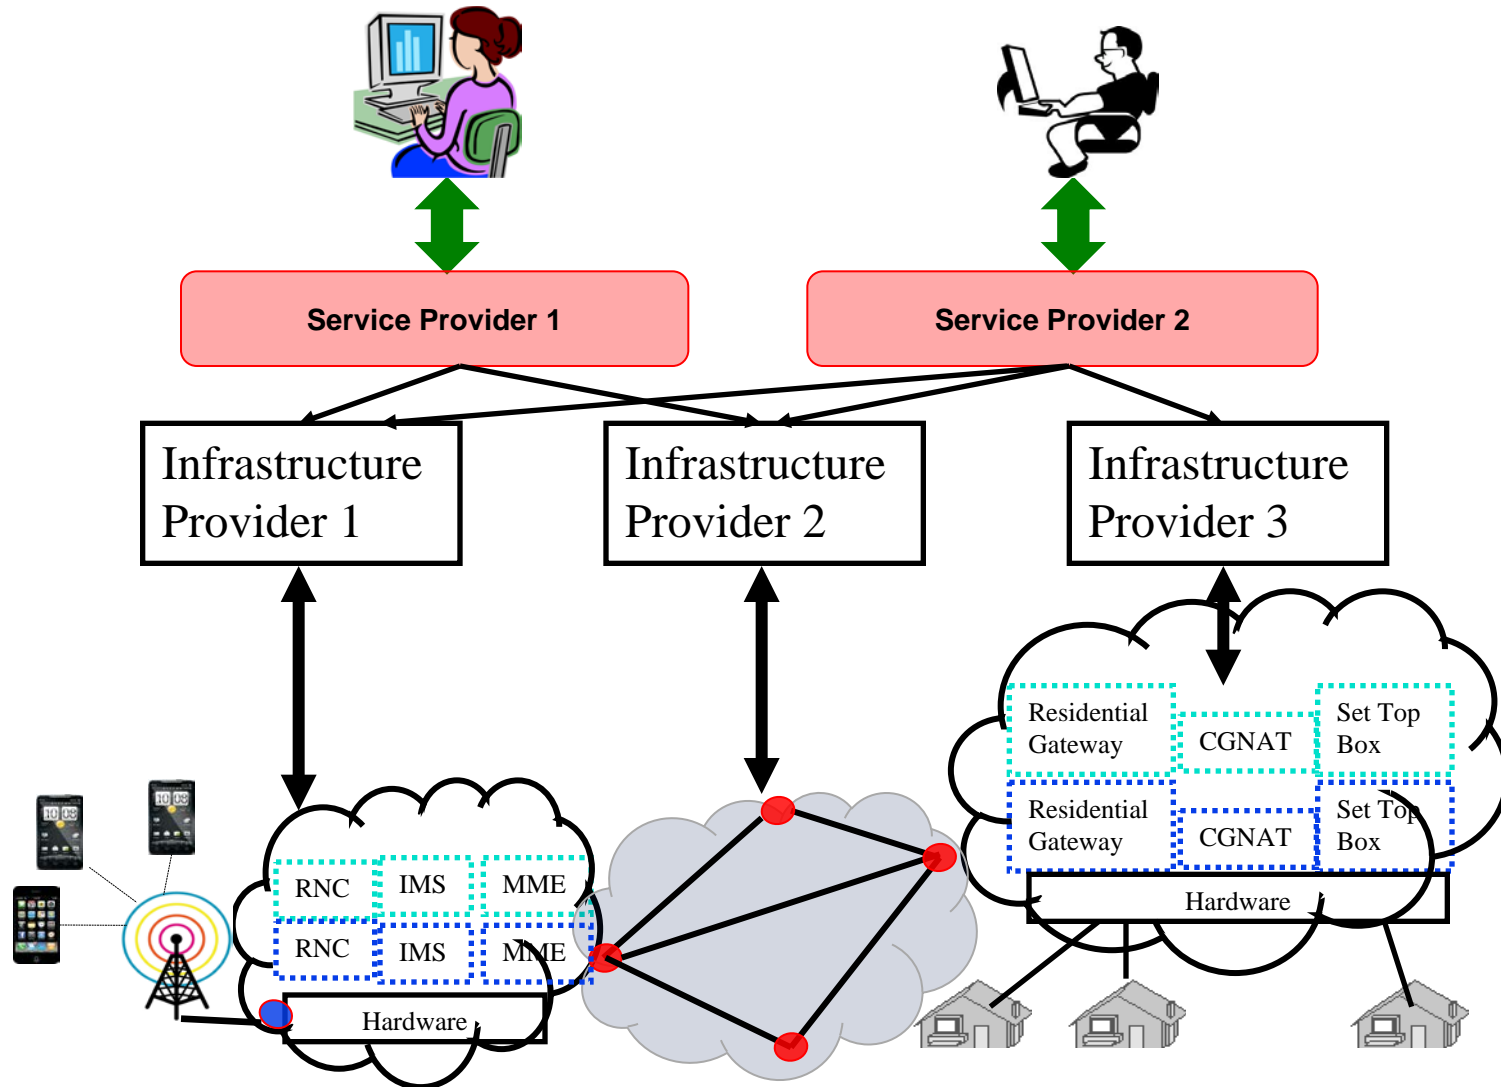 Service Provider 1
Service Provider 2
Infrastructure
Provider 1
Infrastructure
Provider 2
Infrastructure
Provider 3
Residential
Gateway
CGNAT
Set Top
Box
Residential
Gateway
CGNAT
Set Top
Box
Hardware
RNC
IMS
MME
RNC
IMS
MME
Hardware